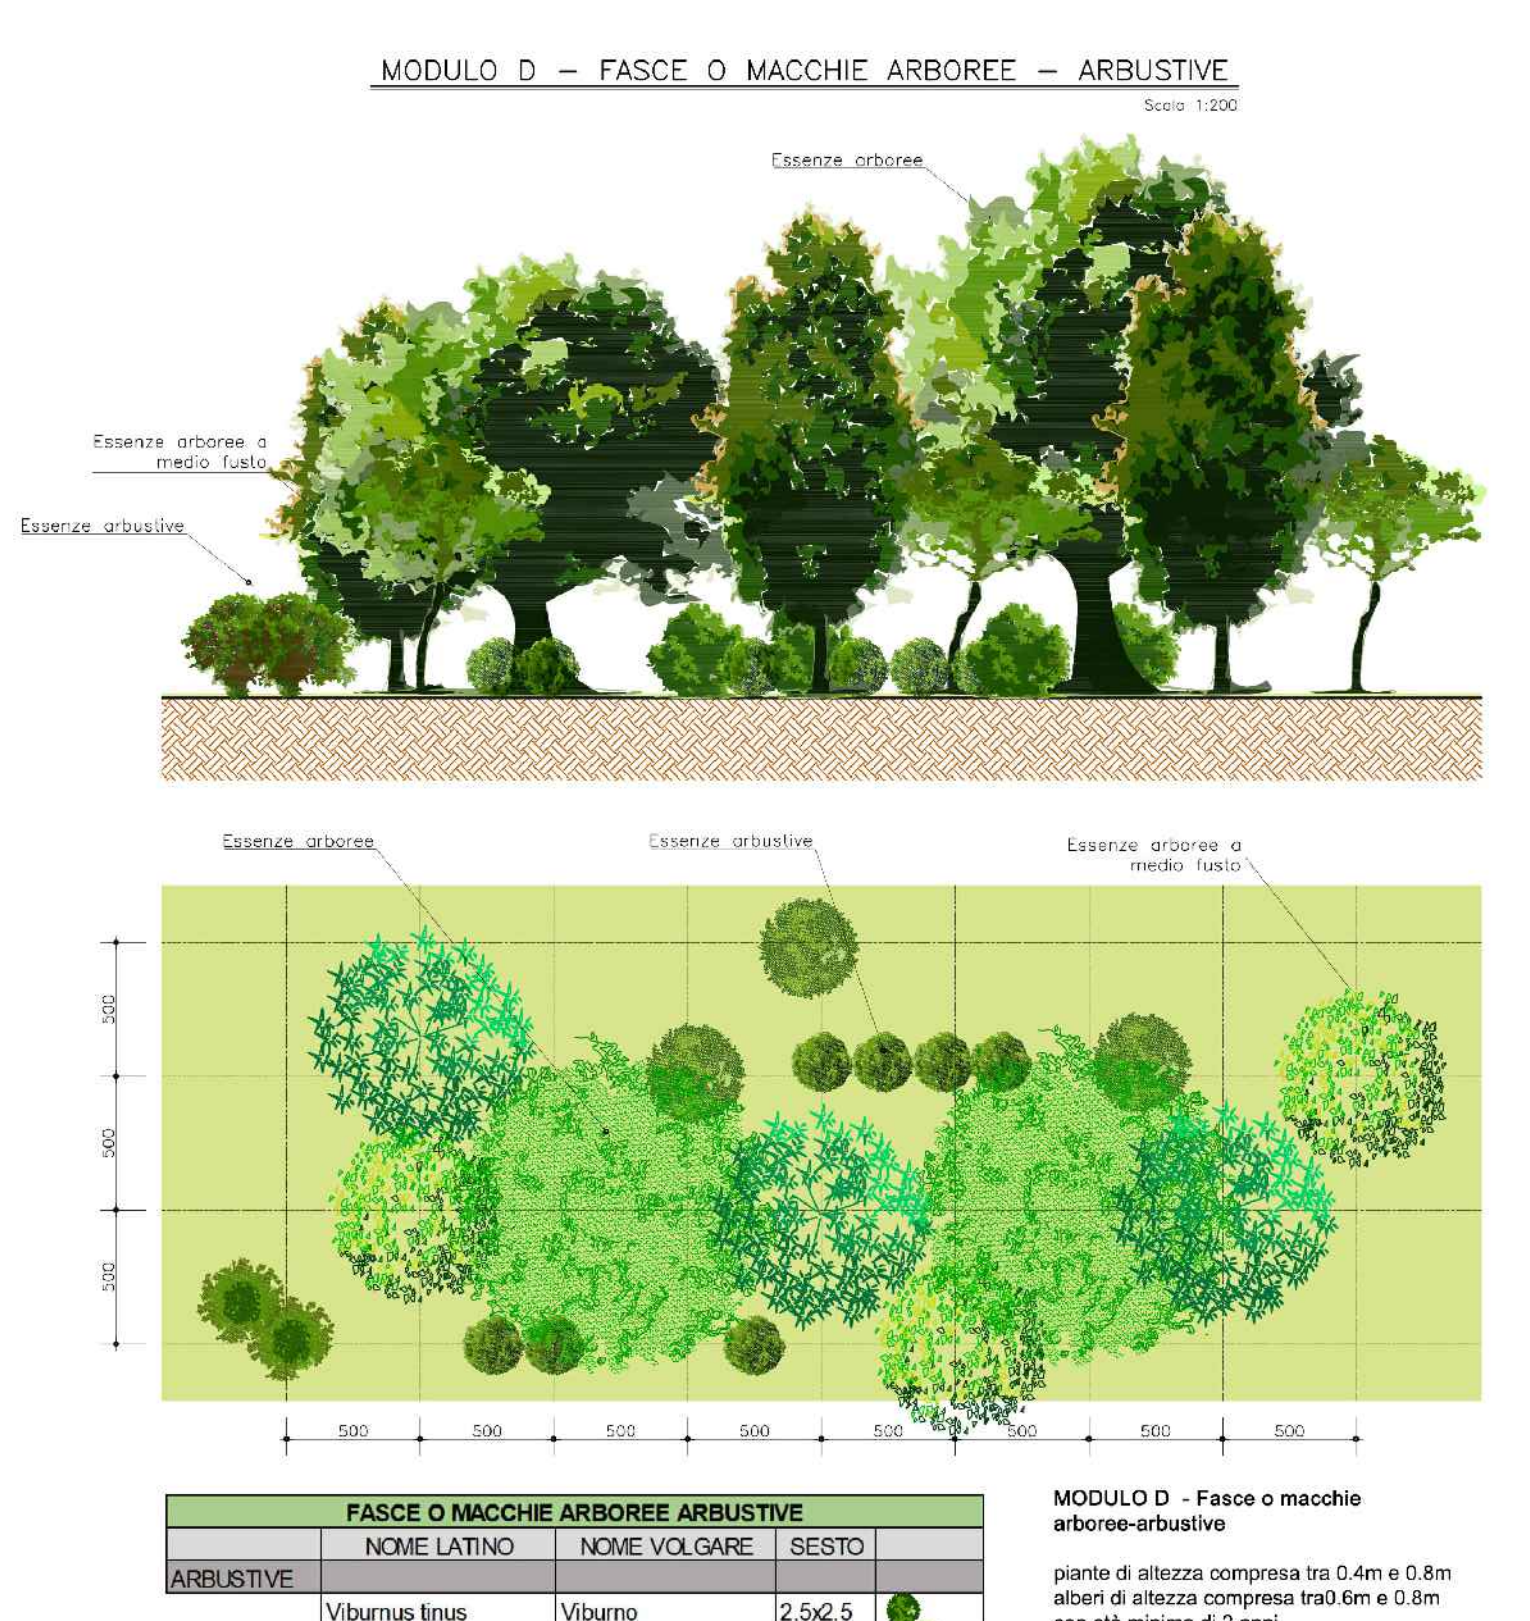 MODULO D – FASCE O MACCHIE ARBOREE – ARBUSTIVE
Scala 1:200
Essenze arboree
Essenze arboree a
medio fusto
Essenze arbustive
Essenze arboree
Essenze arbustive
Essenze arboree a
medio fusto
500
500
500
500 500 500 500 500 500 500 500
FASCE O MACCHIE ARBOREE ARBUSTIVE
NOME LATINO NOME VOLGARE SESTO
ARBUSTIVE
Viburnus tinus Viburno 2.5x2.5
MODULO D - Fasce o macchie
arboree-arbustive
piante di altezza compresa tra 0.4m e 0.8m
alberi di altezza compresa tra0.6m e 0.8m